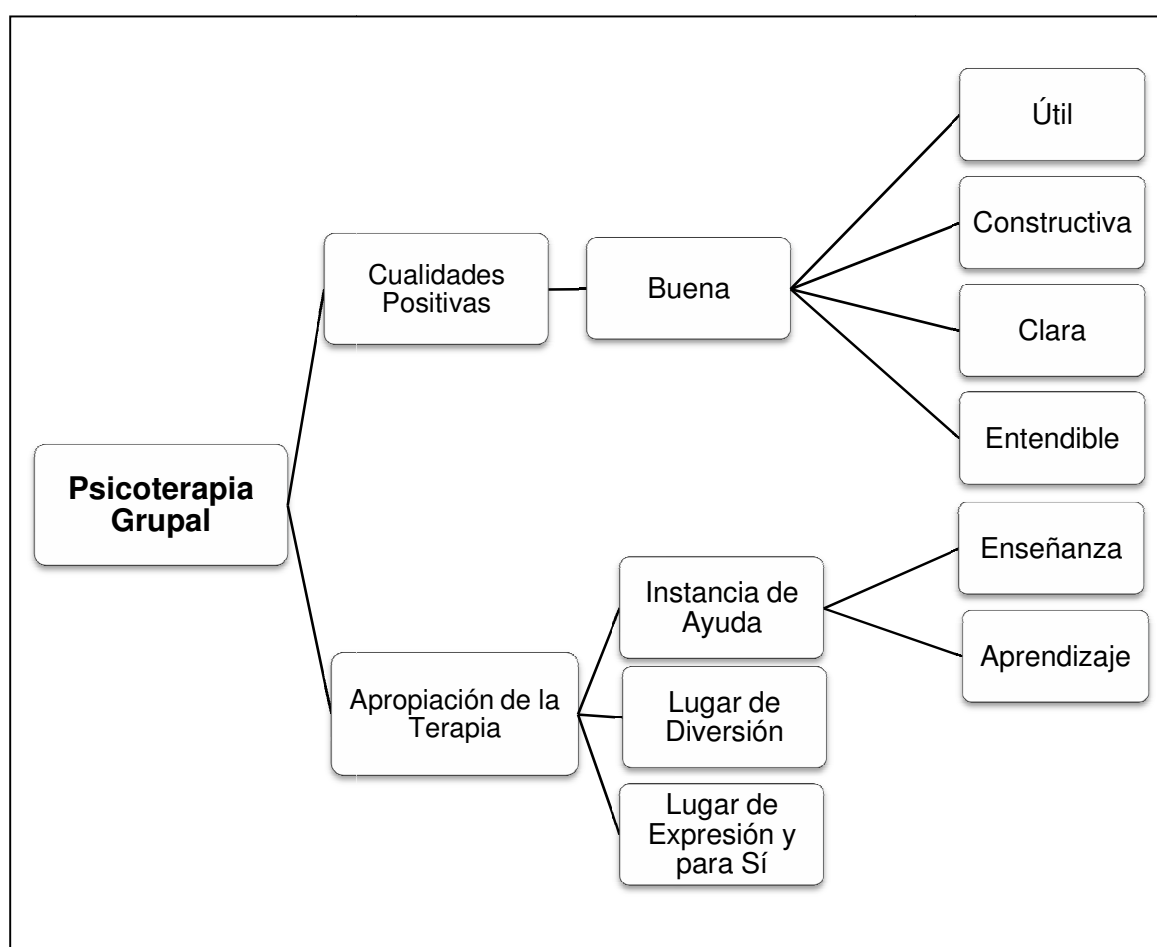 Psicoterapia
Grupal
Cualidades
Positivas
Buena
Útil
Constructiva
Clara
Entendible
Apropiación de la
Terapia
Instancia de
Ayuda
Enseñanza
Aprendizaje
Lugar de
Diversión
Lugar de
Expresión y
para Sí